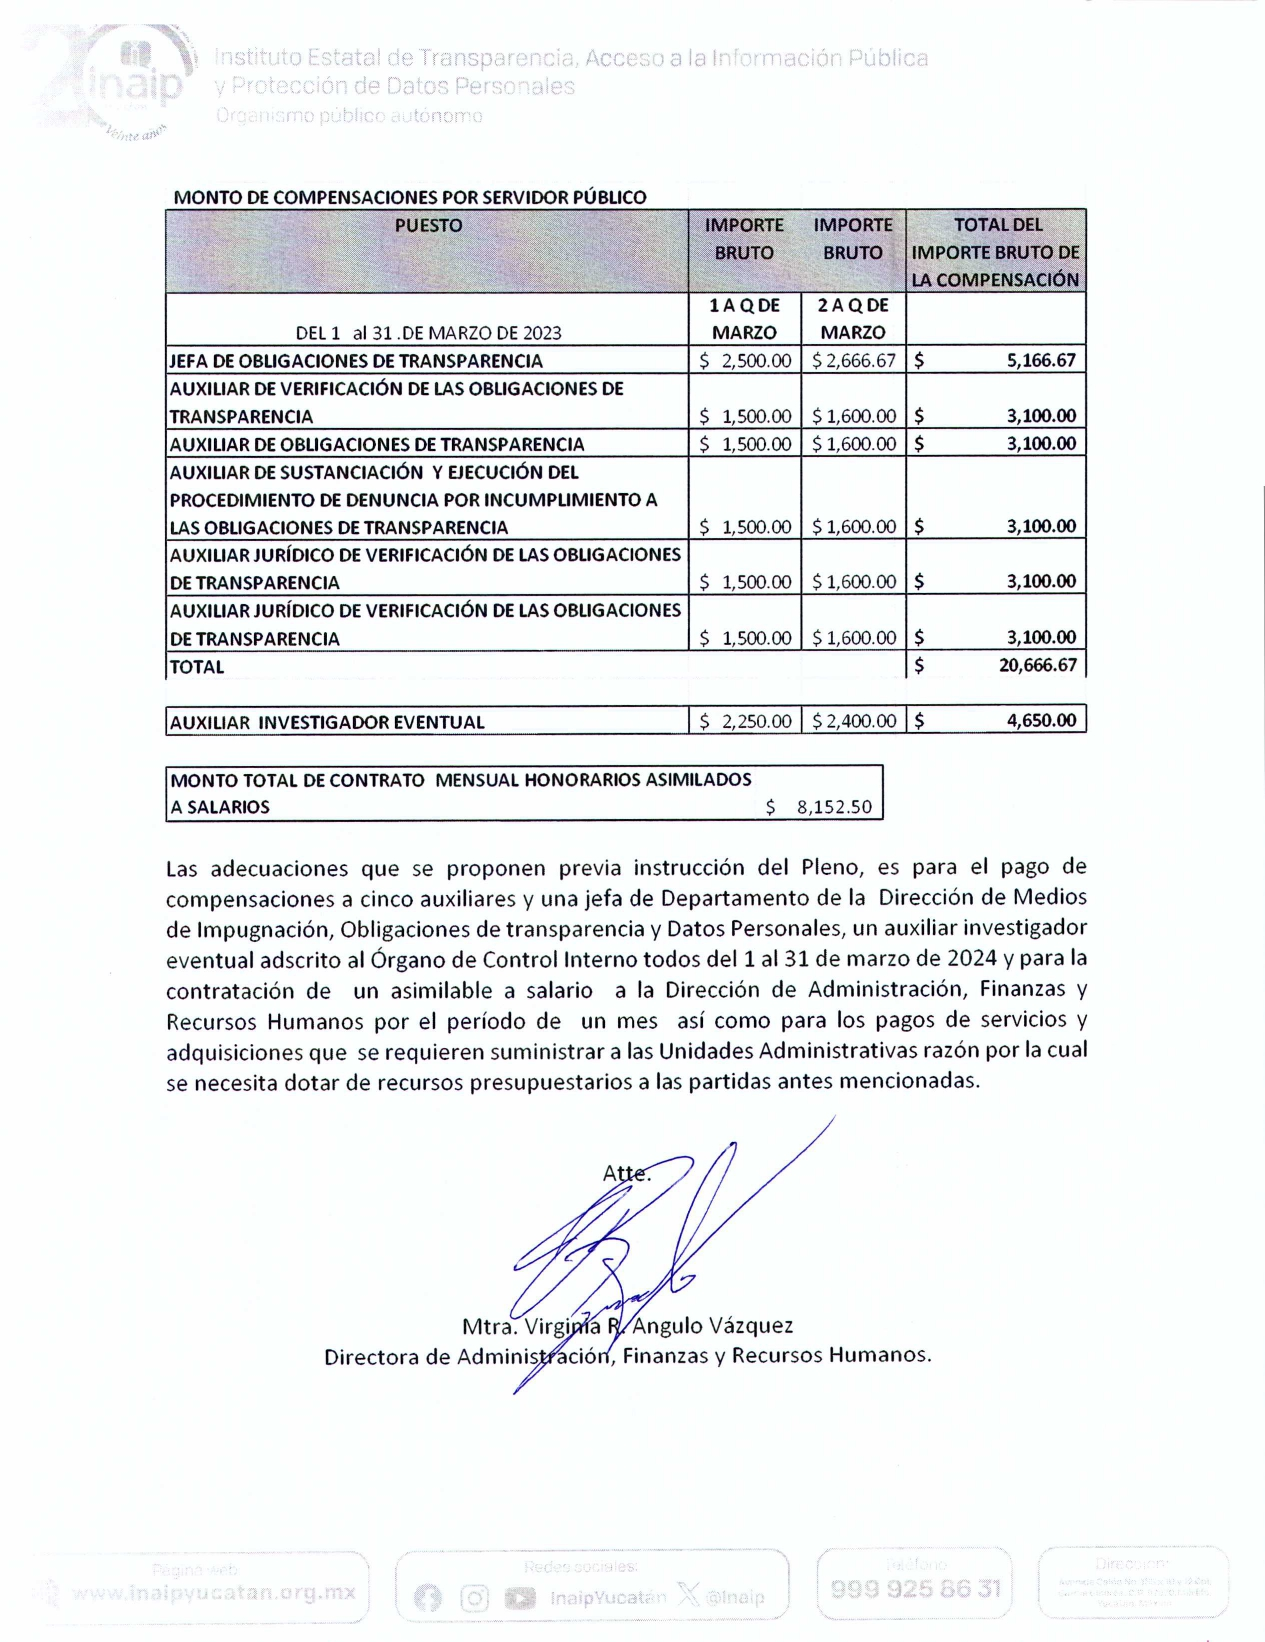 inaip
Veinte años
Instituto Estatal de Transparencia, Acceso a la Información Pública
y Protección de Datos Personales
Organismo público autónomo
MONTO DE COMPENSACIONES POR SERVIDOR PÚBLICO
PUESTO IMPORTE BRUTO IMPORTE BRUTO TOTAL DEL IMPORTE BRUTO DE LA COMPENSACIÓN
DEL 1 al 31 .DE MARZO DE 2023 1 A Q DE MARZO 2 A Q DE MARZO
JEFA DE OBLIGACIONES DE TRANSPARENCIA $ 2,500.00 $ 2,666.67 $ 5,166.67
AUXILIAR DE VERIFICACIÓN DE LAS OBLIGACIONES DE
TRANSPARENCIA $ 1,500.00 $ 1,600.00 $ 3,100.00
AUXILIAR DE OBLIGACIONES DE TRANSPARENCIA $ 1,500.00 $ 1,600.00 $ 3,100.00
AUXILIAR DE SUSTANCIACIÓN Y EJECUCIÓN DEL
PROCEDIMIENTO DE DENUNCIA POR INCUMPLIMIENTO A
LAS OBLIGACIONES DE TRANSPARENCIA $ 1,500.00 $ 1,600.00 $ 3,100.00
AUXILIAR JURÍDICO DE VERIFICACIÓN DE LAS OBLIGACIONES
DE TRANSPARENCIA $ 1,500.00 $ 1,600.00 $ 3,100.00
AUXILIAR JURÍDICO DE VERIFICACIÓN DE LAS OBLIGACIONES
DE TRANSPARENCIA $ 1,500.00 $ 1,600.00 $ 3,100.00
TOTAL $ 20,666.67
AUXILIAR INVESTIGADOR EVENTUAL $ 2,250.00 $ 2,400.00 $ 4,650.00
MONTO TOTAL DE CONTRATO MENSUAL HONORARIOS ASIMILADOS
A SALARIOS $ 8,152.50
Las adecuaciones que se proponen previa instrucción del Pleno, es para el pago de
compensaciones a cinco auxiliares y una jefa de Departamento de la Dirección de Medios
de Impugnación, Obligaciones de transparencia y Datos Personales, un auxiliar investigador
eventual adscrito al Órgano de Control Interno todos del 1 al 31 de marzo de 2024 y para la
contratación de un asimilable a salario a la Dirección de Administración, Finanzas y
Recursos Humanos por el período de un mes así como para los pagos de servicios y
adquisiciones que se requieren suministrar a las Unidades Administrativas razón por la cual
se necesita dotar de recursos presupuestarios a las partidas antes mencionadas.
Atte.
Mtra. Virginia R. Angulo Vázquez
Directora de Administración, Finanzas y Recursos Humanos.
Página web:
www.inaipyucatan.org.mx
Redes sociales:
InaipYucatán @Inaip
Teléfono
999 925 86 31
Dirección: